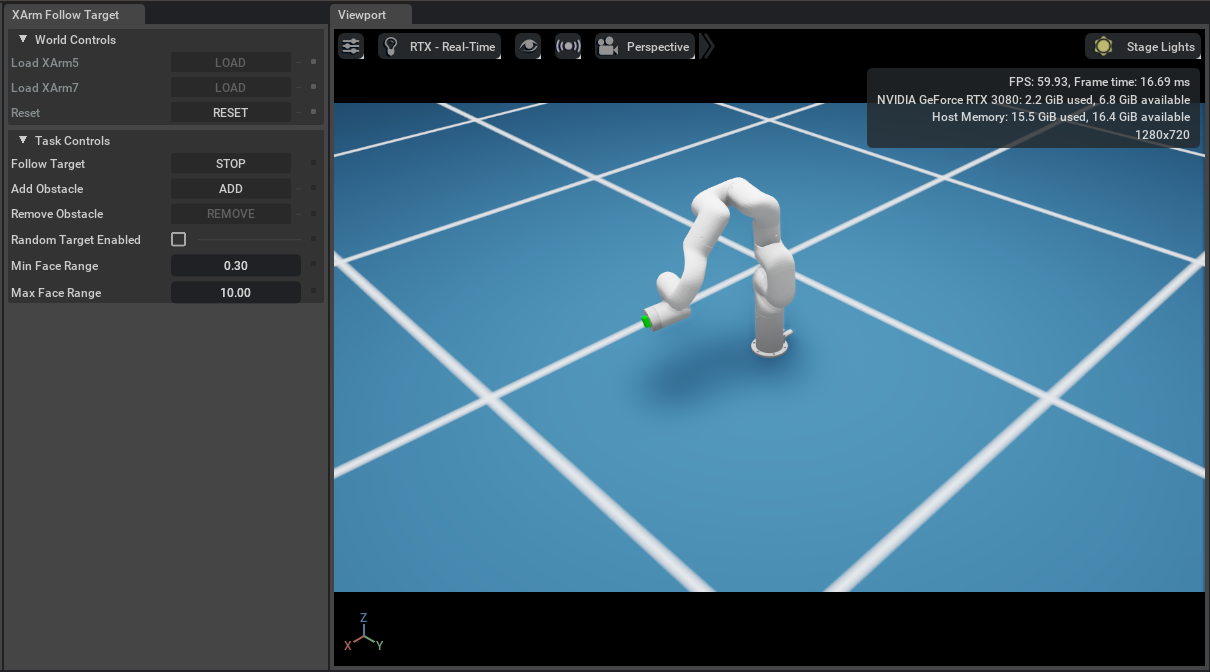 XArm Follow Target
World Controls
Load XArm5 LOAD
Load XArm7 LOAD
Reset RESET
Task Controls
Follow Target STOP
Add Obstacle ADD
Remove Obstacle REMOVE
Random Target Enabled
Min Face Range 0.30
Max Face Range 10.00
Viewport
RTX - Real-Time Perspective Stage Lights
FPS: 59.93, Frame time: 16.69 ms
NVIDIA GeForce RTX 3080: 2.2 GiB used, 6.8 GiB available
Host Memory: 15.5 GiB used, 16.4 GiB available
1280x720
Z
X Y